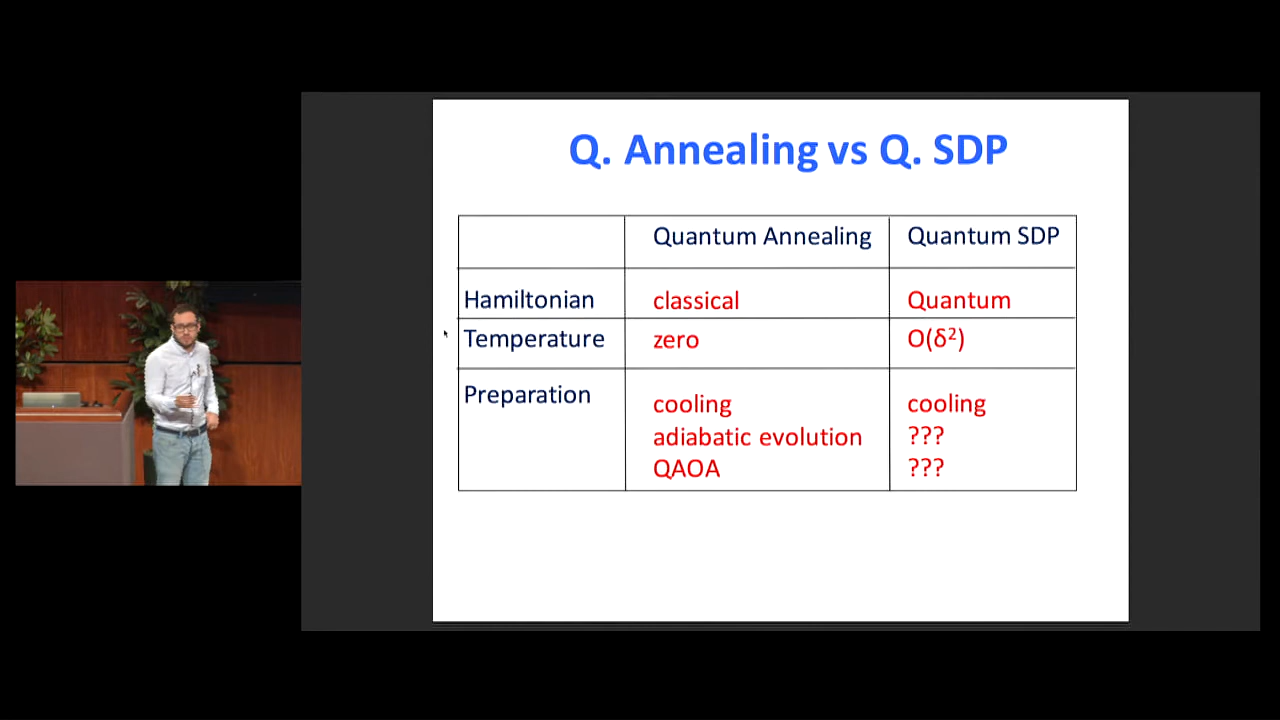 Q. Annealing vs Q. SDP
Quantum Annealing Quantum SDP
Hamiltonian classical Quantum
Temperature zero O(δ²)
Preparation
cooling cooling
adiabatic evolution ???
QAOA ???